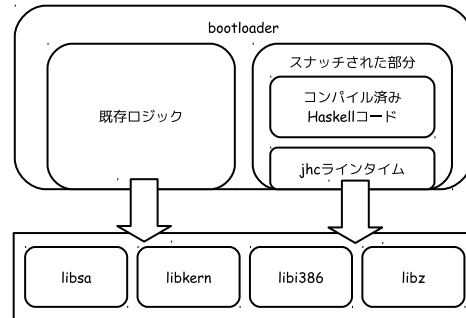 bootloader
既存ロジック
スナッチされた部分
コンパイル済み
Haskellコード
jhcラインタイム
libsa
libkern
libi386
libz